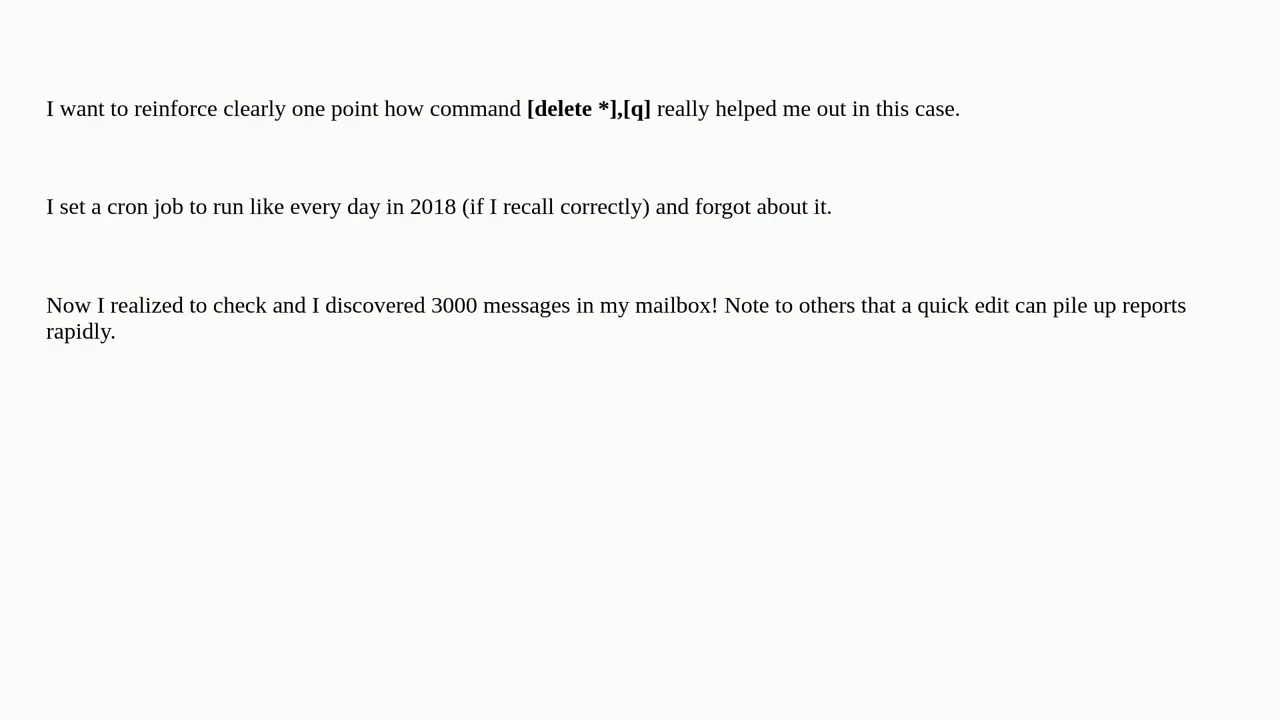 I want to reinforce clearly one point how command [delete *],[q] really helped me out in this case.
I set a cron job to run like every day in 2018 (if I recall correctly) and forgot about it.
Now I realized to check and I discovered 3000 messages in my mailbox! Note to others that a quick edit can pile up reports
rapidly.